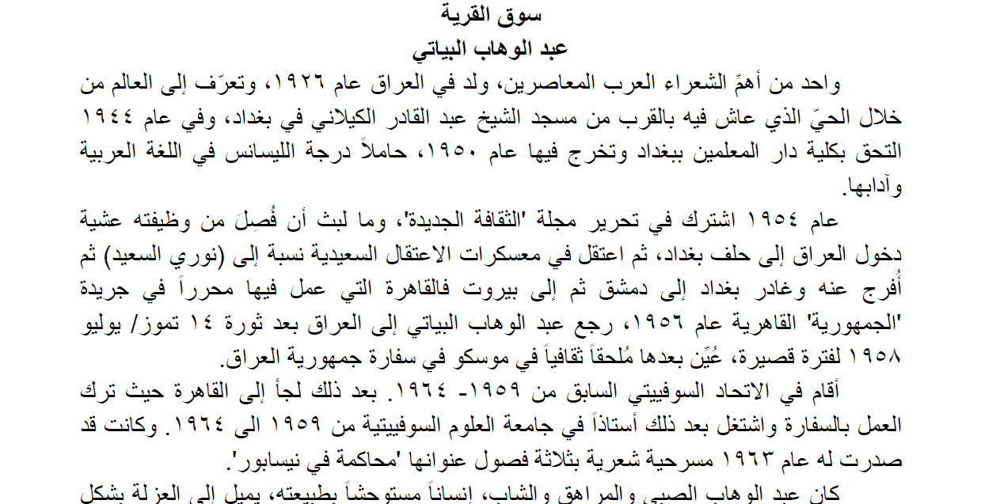 سوق القرية
عبد الوهاب البياتي
واحد من أهمِّ الشعراء العرب المعاصرين، ولد في العراق عام ١٩٢٦، وتعرّف إلى العالم من
خلال الحيّ الذي عاش فيه بالقرب من مسجد الشيخ عبد القادر الكيلاني في بغداد، وفي عام ١٩٤٤
التحق بكلية دار المعلمين ببغداد وتخرج فيها عام ١٩٥٠، حاملاً درجة الليسانس في اللغة العربية
وآدابها.
عام ١٩٥٤ اشترك في تحرير مجلة 'الثقافة الجديدة'، وما لبث أن فُصِلَ من وظيفته عشية
دخول العراق إلى حلف بغداد، ثم اعتقل في معسكرات الاعتقال السعيدية نسبة إلى (نوري السعيد) ثم
أُفرج عنه وغادر بغداد إلى دمشق ثم إلى بيروت فالقاهرة التي عمل فيها محرراً في جريدة
'الجمهورية' القاهرية عام ١٩٥٦، رجع عبد الوهاب البياتي إلى العراق بعد ثورة ١٤ تموز/ يوليو
١٩٥٨ لفترة قصيرة، عُيِّن بعدها مُلحقاً ثقافياً في موسكو في سفارة جمهورية العراق.
أقام في الاتحاد السوفييتي السابق من ١٩٥٩- ١٩٦٤. بعد ذلك لجأ إلى القاهرة حيث ترك
العمل بالسفارة واشتغل بعد ذلك أستاذاً في جامعة العلوم السوفييتية من ١٩٥٩ الى ١٩٦٤. وكانت قد
صدرت له عام ١٩٦٣ مسرحية شعرية بثلاثة فصول عنوانها 'محاكمة في نيسابور'.
كان عبد الوهاب الصبي والمراهق والشاب، إنساناً مستوحشاً بطبيعته، يميل إلى العزلة بشكل